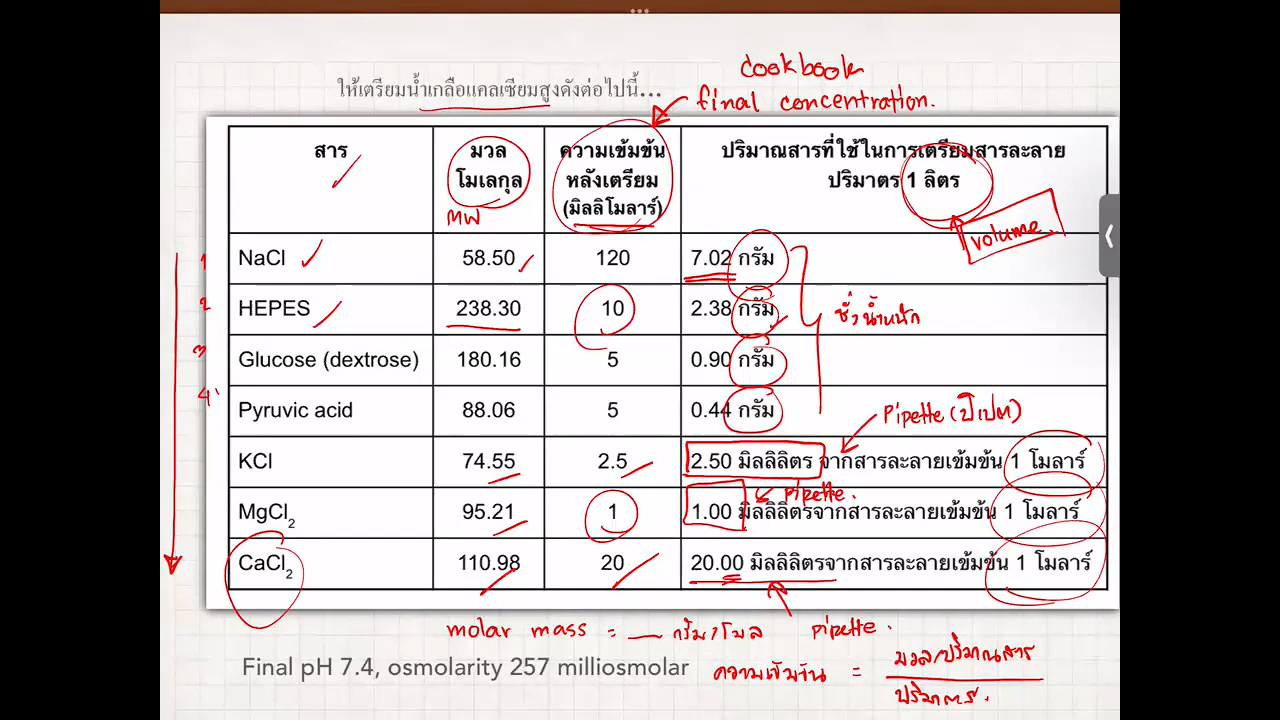 ให้เตรียมน้ำเกลือแคลเซียมสูงดังต่อไปนี้...
cookbook
final concentration.
สาร
มวล
โมเลกุล
MW
ความเข้มข้น
หลังเตรียม
(มิลลิโมลาร์)
ปริมาณสารที่ใช้ในการเตรียมสารละลาย
ปริมาตร 1 ลิตร
volume
1 NaCl 58.50 120 7.02 กรัม
2 HEPES 238.30 10 2.38 กรัม
ชั่งน้ำหนัก
3 Glucose (dextrose) 180.16 5 0.90 กรัม
4 Pyruvic acid 88.06 5 0.44 กรัม
Pipette (ปิเปต)
KCl 74.55 2.5 2.50 มิลลิลิตร จากสารละลายเข้มข้น 1 โมลาร์
pipette.
MgCl2 95.21 1 1.00 มิลลิลิตรจากสารละลายเข้มข้น 1 โมลาร์
CaCl2 110.98 20 20.00 มิลลิลิตรจากสารละลายเข้มข้น 1 โมลาร์
molar mass = __ กรัม/โมล
pipette.
Final pH 7.4, osmolarity 257 milliosmolar
ความเข้มข้น = มวล/ปริมาณสาร
ปริมาตร.